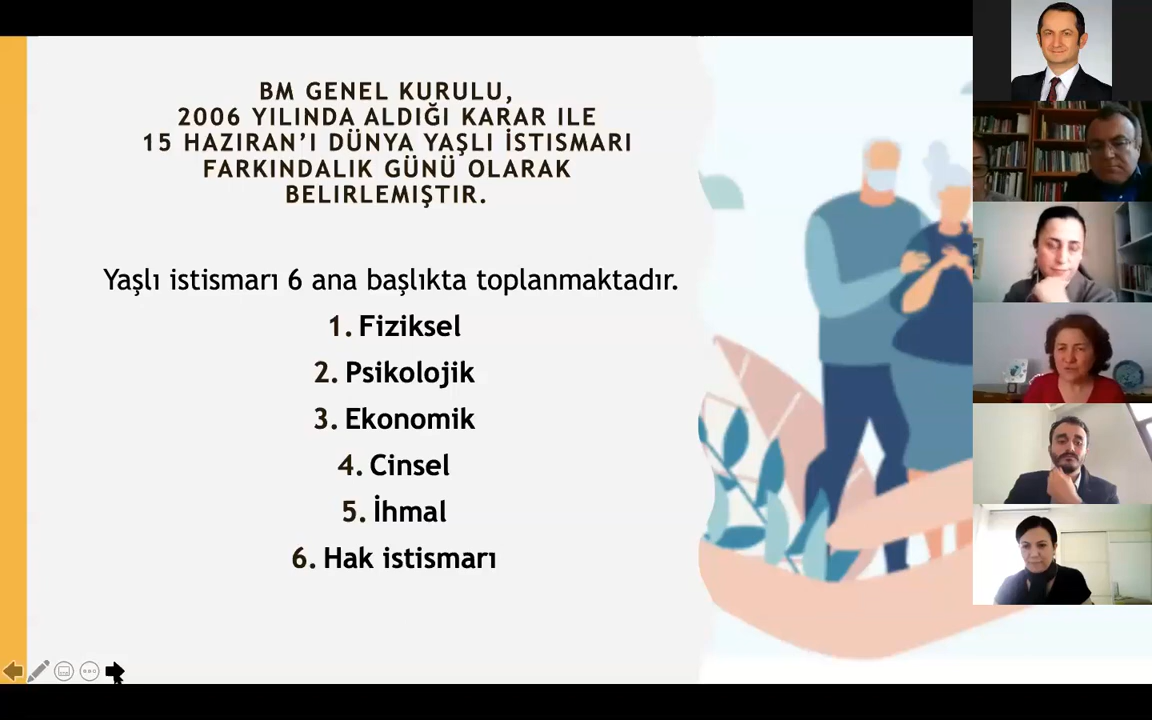 BM GENEL KURULU,
2006 YILINDA ALDIĞI KARAR ILE
15 HAZIRAN’I DÜNYA YAŞLI İSTISMARI
FARKINDALIK GÜNÜ OLARAK
BELIRLEMIŞTIR.
Yaşlı istismarı 6 ana başlıkta toplanmaktadır.
1. Fiziksel
2. Psikolojik
3. Ekonomik
4. Cinsel
5. İhmal
6. Hak istismarı